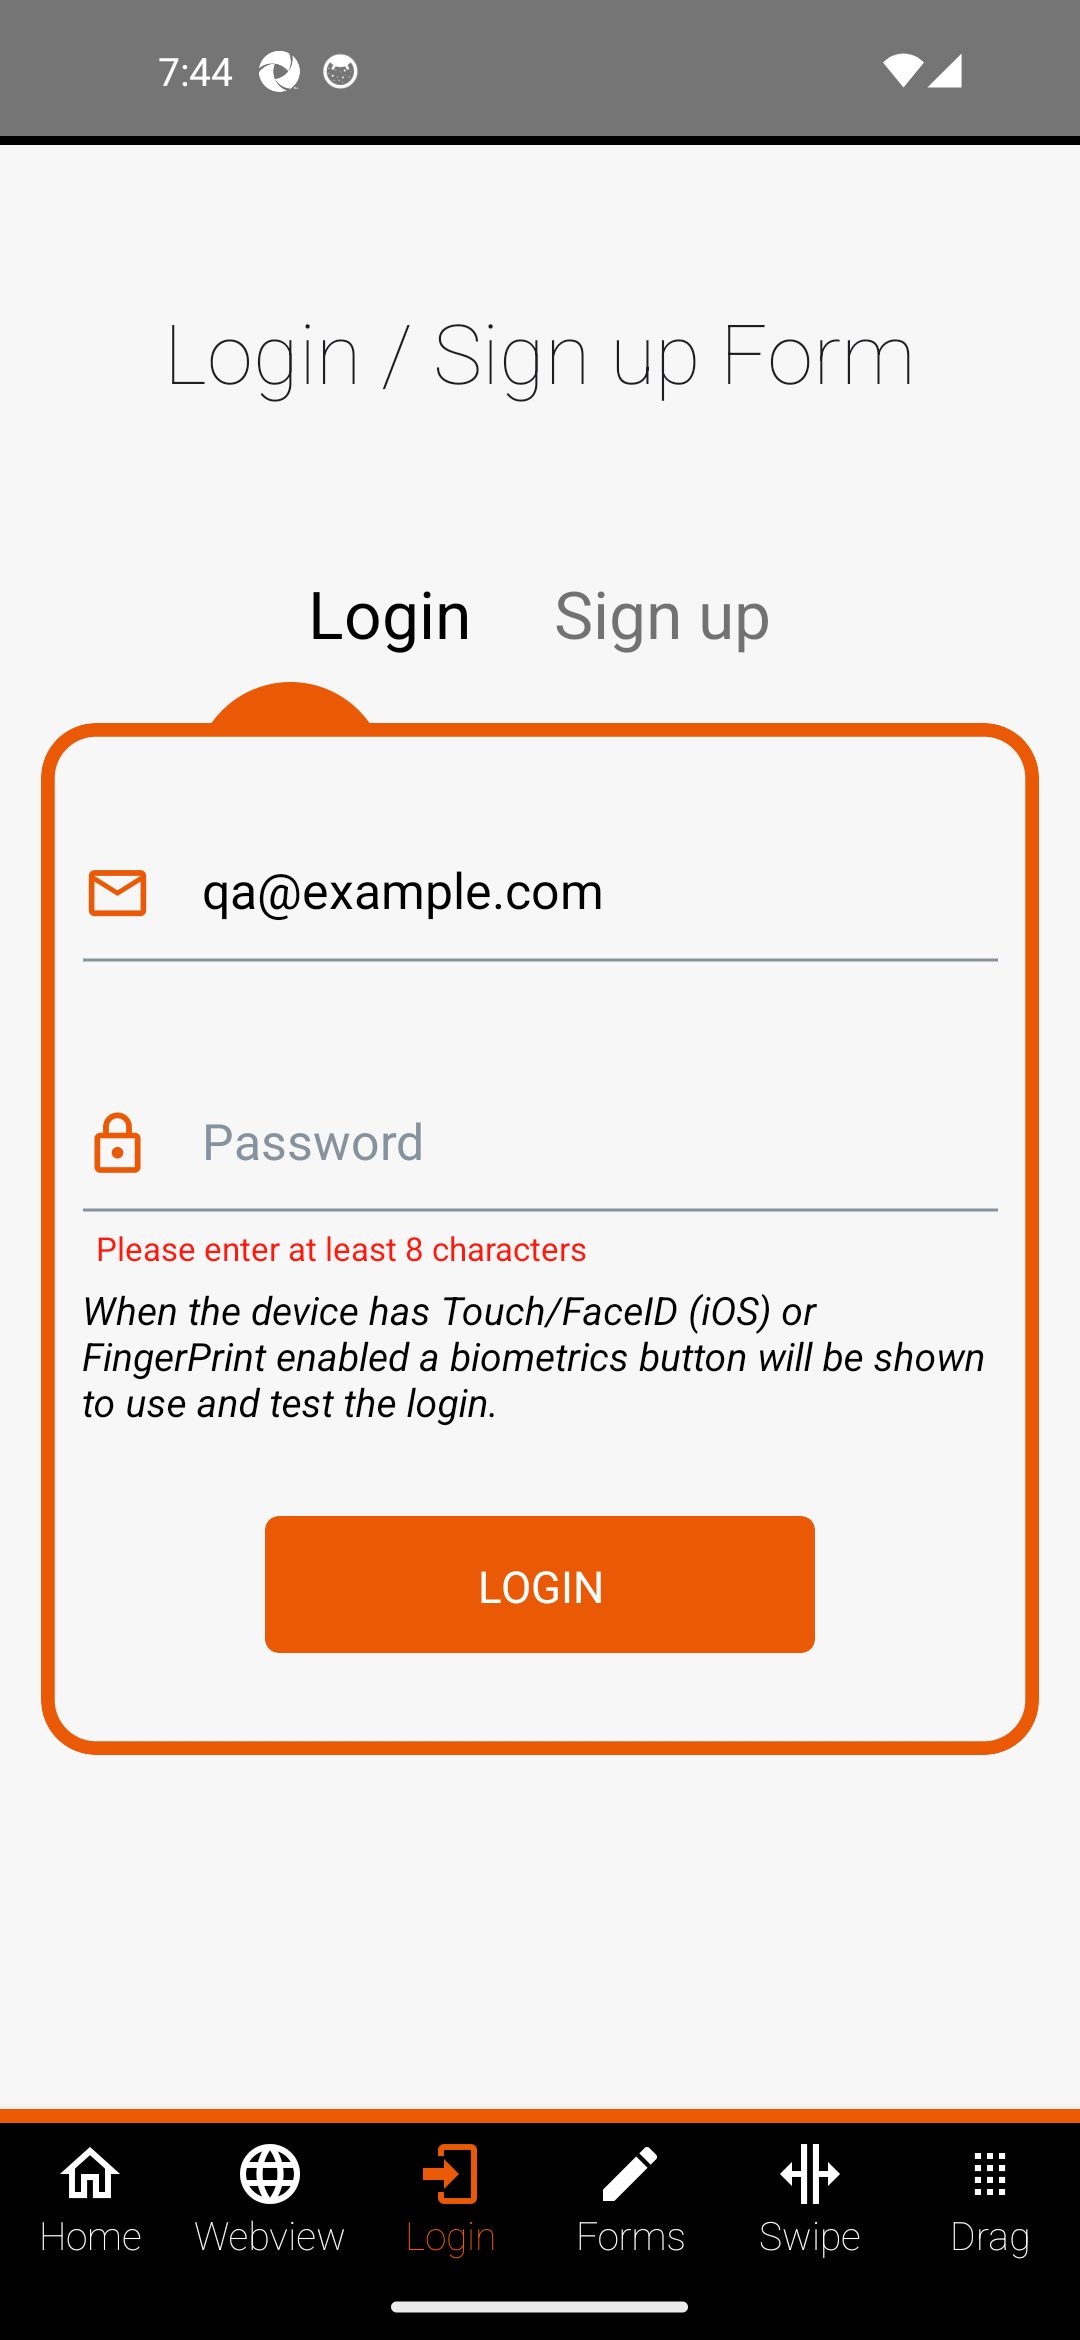 7:44
Login / Sign up Form
Login Sign up
qa@example.com
Password
Please enter at least 8 characters
When the device has Touch/FaceID (iOS) or
FingerPrint enabled a biometrics button will be shown
to use and test the login.
LOGIN
Home Webview Login Forms Swipe Drag